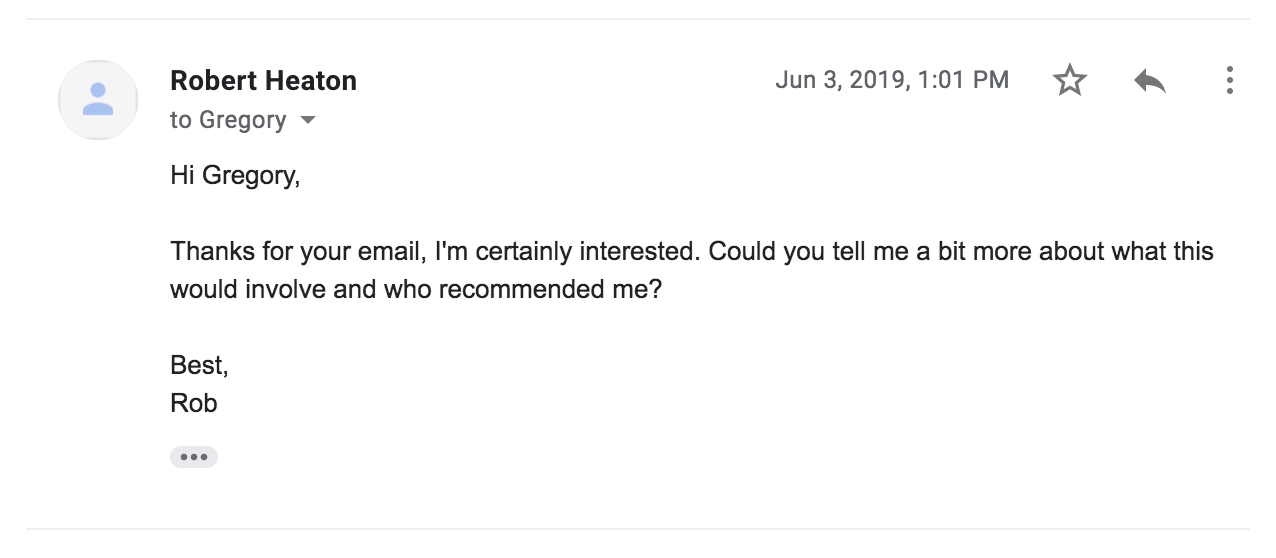 Robert Heaton
Jun 3, 2019, 1:01 PM
to Gregory
Hi Gregory,
Thanks for your email, I'm certainly interested. Could you tell me a bit more about what this
would involve and who recommended me?
Best,
Rob